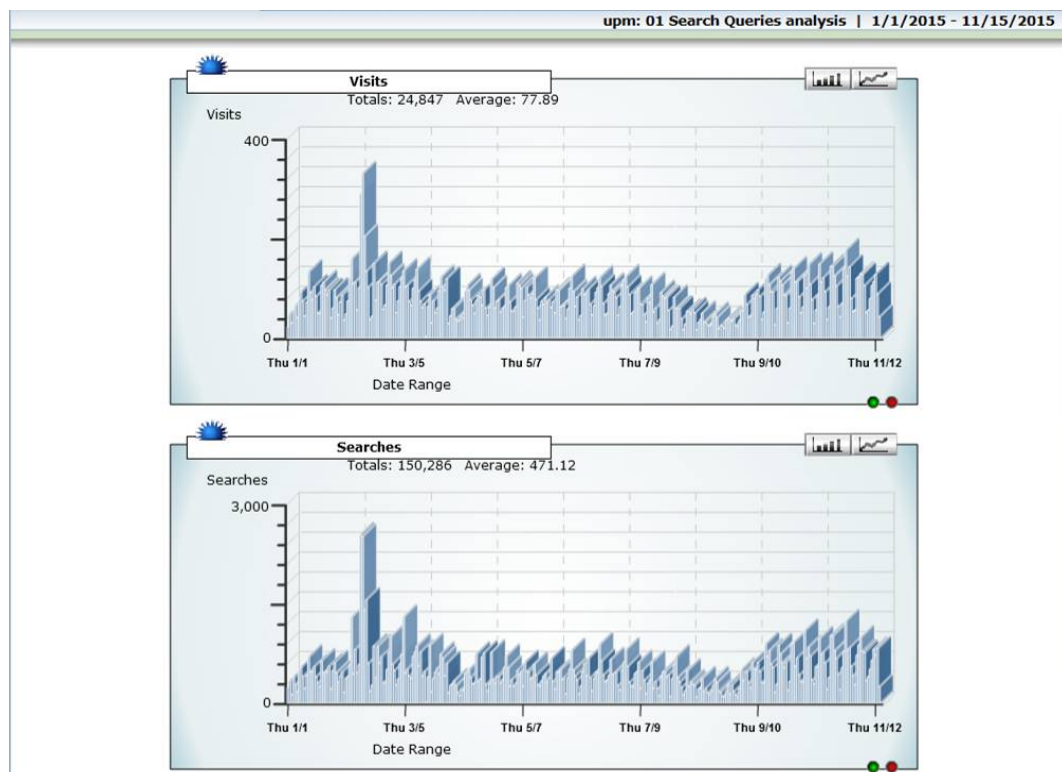 upm: 01 Search Queries analysis | 1/1/2015 - 11/15/2015
Visits
Totals: 24,847 Average: 77.89
Visits
400
0
Thu 1/1 Thu 3/5 Thu 5/7 Thu 7/9 Thu 9/10 Thu 11/12
Date Range
Searches
Totals: 150,286 Average: 471.12
Searches
3,000
0
Thu 1/1 Thu 3/5 Thu 5/7 Thu 7/9 Thu 9/10 Thu 11/12
Date Range